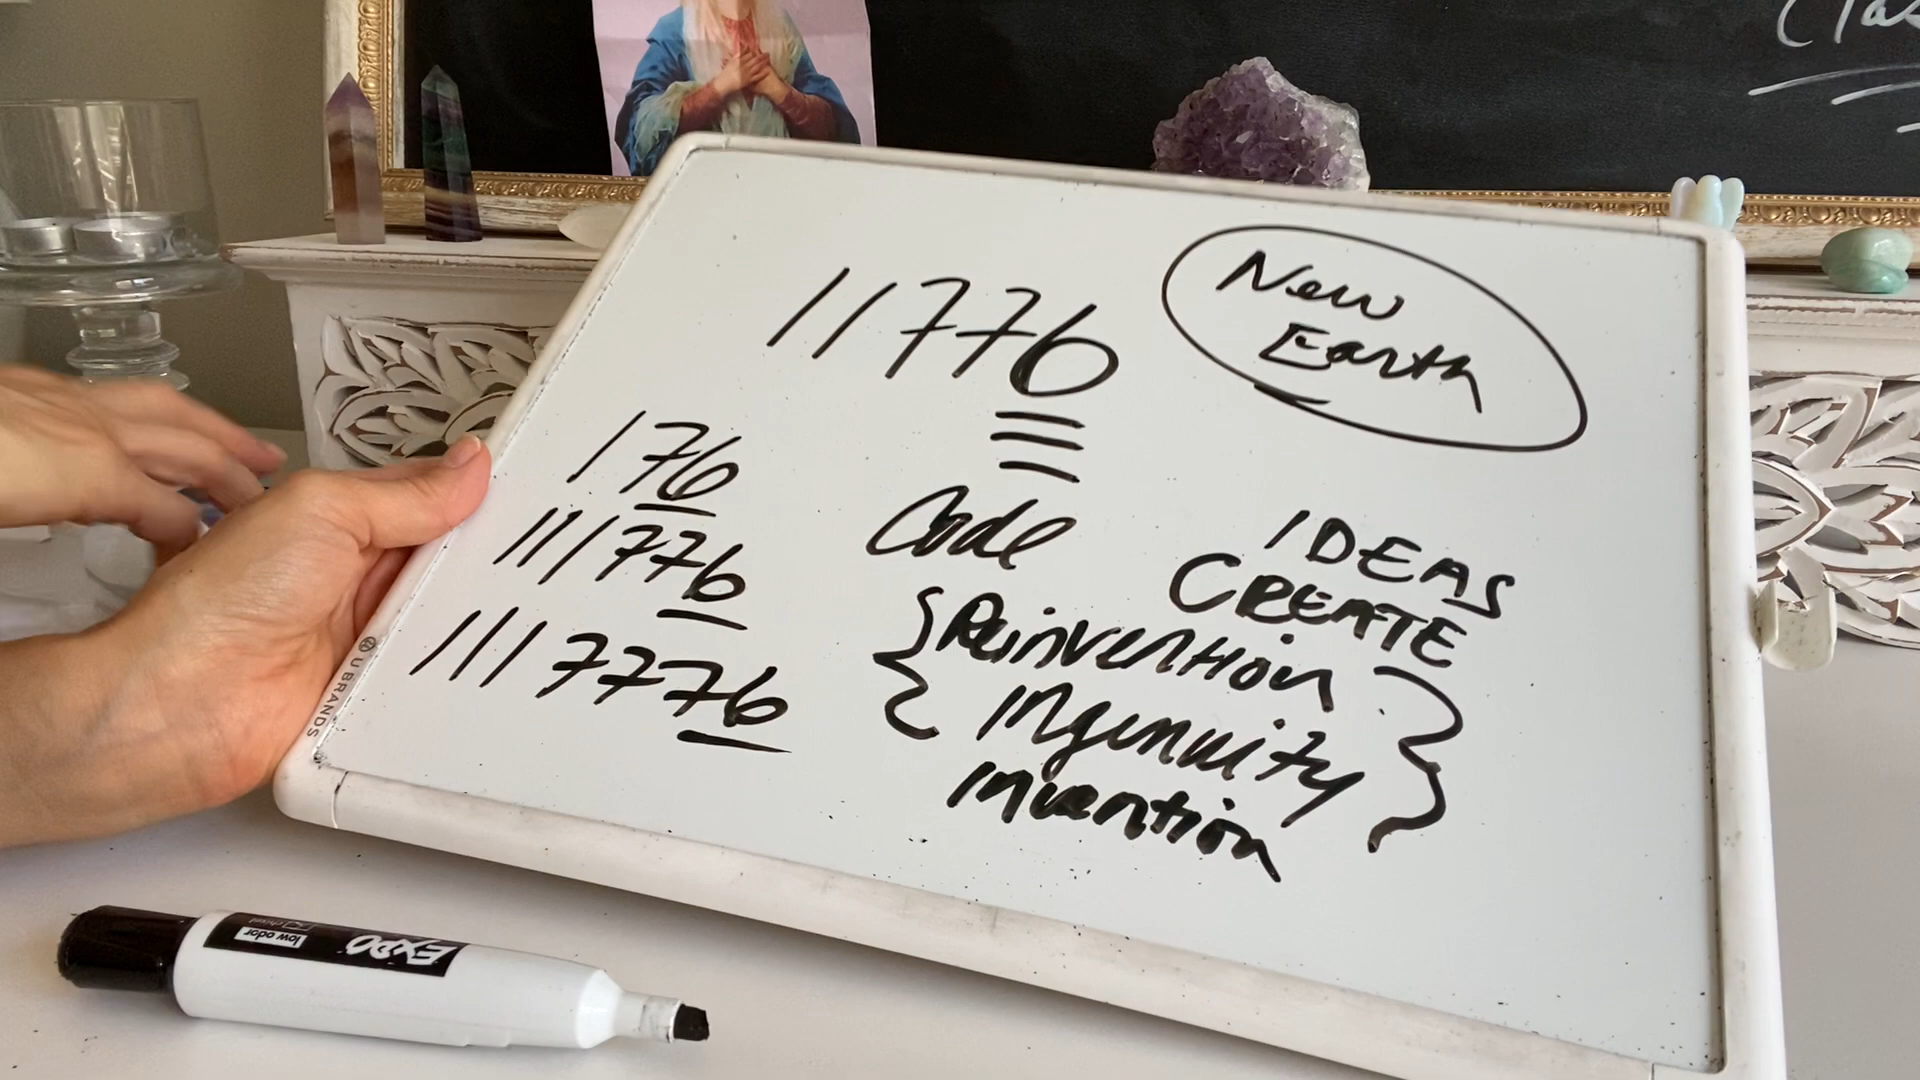 11776
New
Earth
176
111776
1117776
Code
IDEAS
CREATE
Reinvention
Ingenuity
Invention
U BRANDS
EXPO
low odor